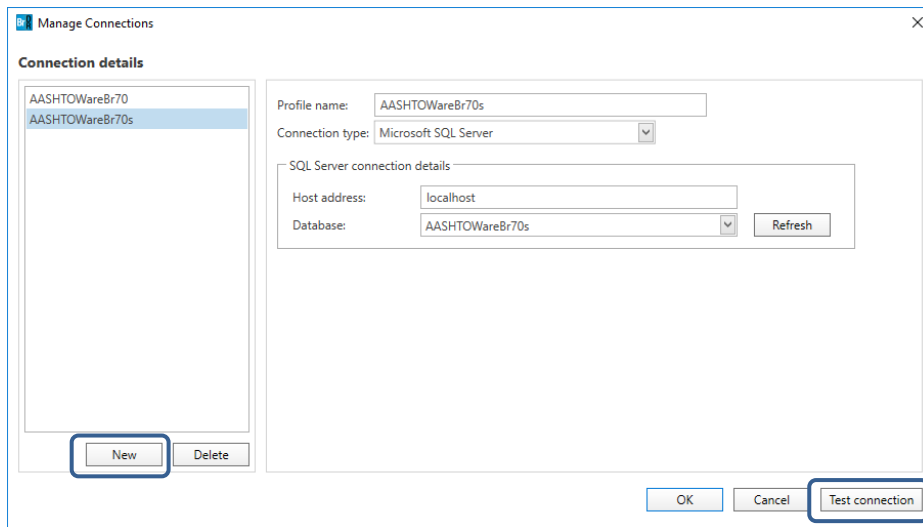 Br Manage Connections
Connection details
AASHTOWareBr70
AASHTOWareBr70s
New Delete
Profile name: AASHTOWareBr70s
Connection type: Microsoft SQL Server
SQL Server connection details
Host address: localhost
Database: AASHTOWareBr70s Refresh
OK Cancel Test connection